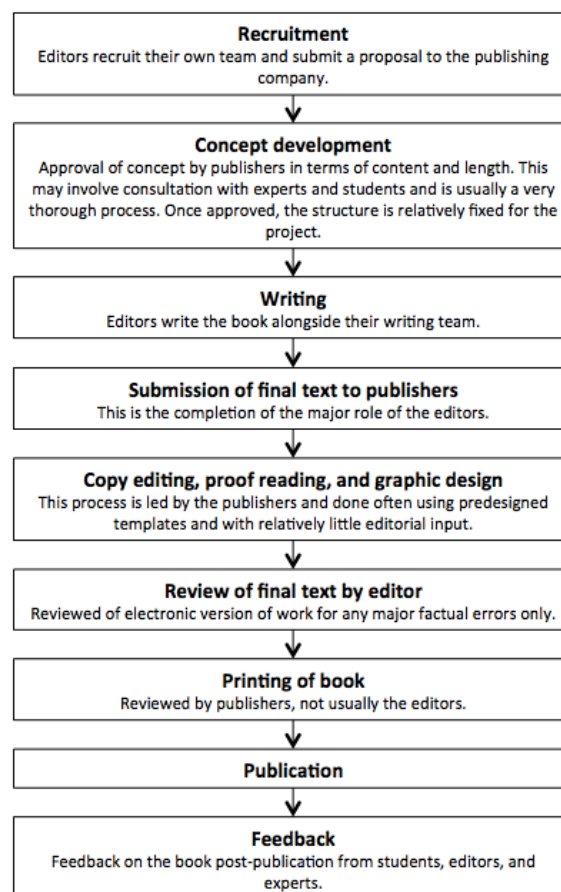 Recruitment
Editors recruit their own team and submit a proposal to the publishing
company.
Concept development
Approval of concept by publishers in terms of content and length. This
may involve consultation with experts and students and is usually a very
thorough process. Once approved, the structure is relatively fixed for the
project.
Writing
Editors write the book alongside their writing team.
Submission of final text to publishers
This is the completion of the major role of the editors.
Copy editing, proof reading, and graphic design
This process is led by the publishers and done often using predesigned
templates and with relatively little editorial input.
Review of final text by editor
Reviewed of electronic version of work for any major factual errors only.
Printing of book
Reviewed by publishers, not usually the editors.
Publication
Feedback
Feedback on the book post-publication from students, editors, and
experts.